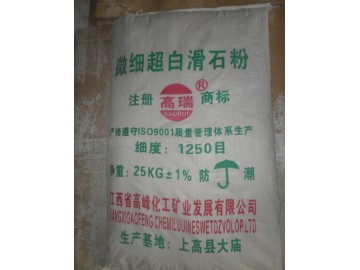 微细超白滑石粉
注册 高瑞 ® 商标
GAORUI
严格遵守ISO9001质量管理体系生产
细度：1250目
净重：25KG±1% 防潮
江西省高峰化工矿业发展有限公司
生产基地：上高县大庙